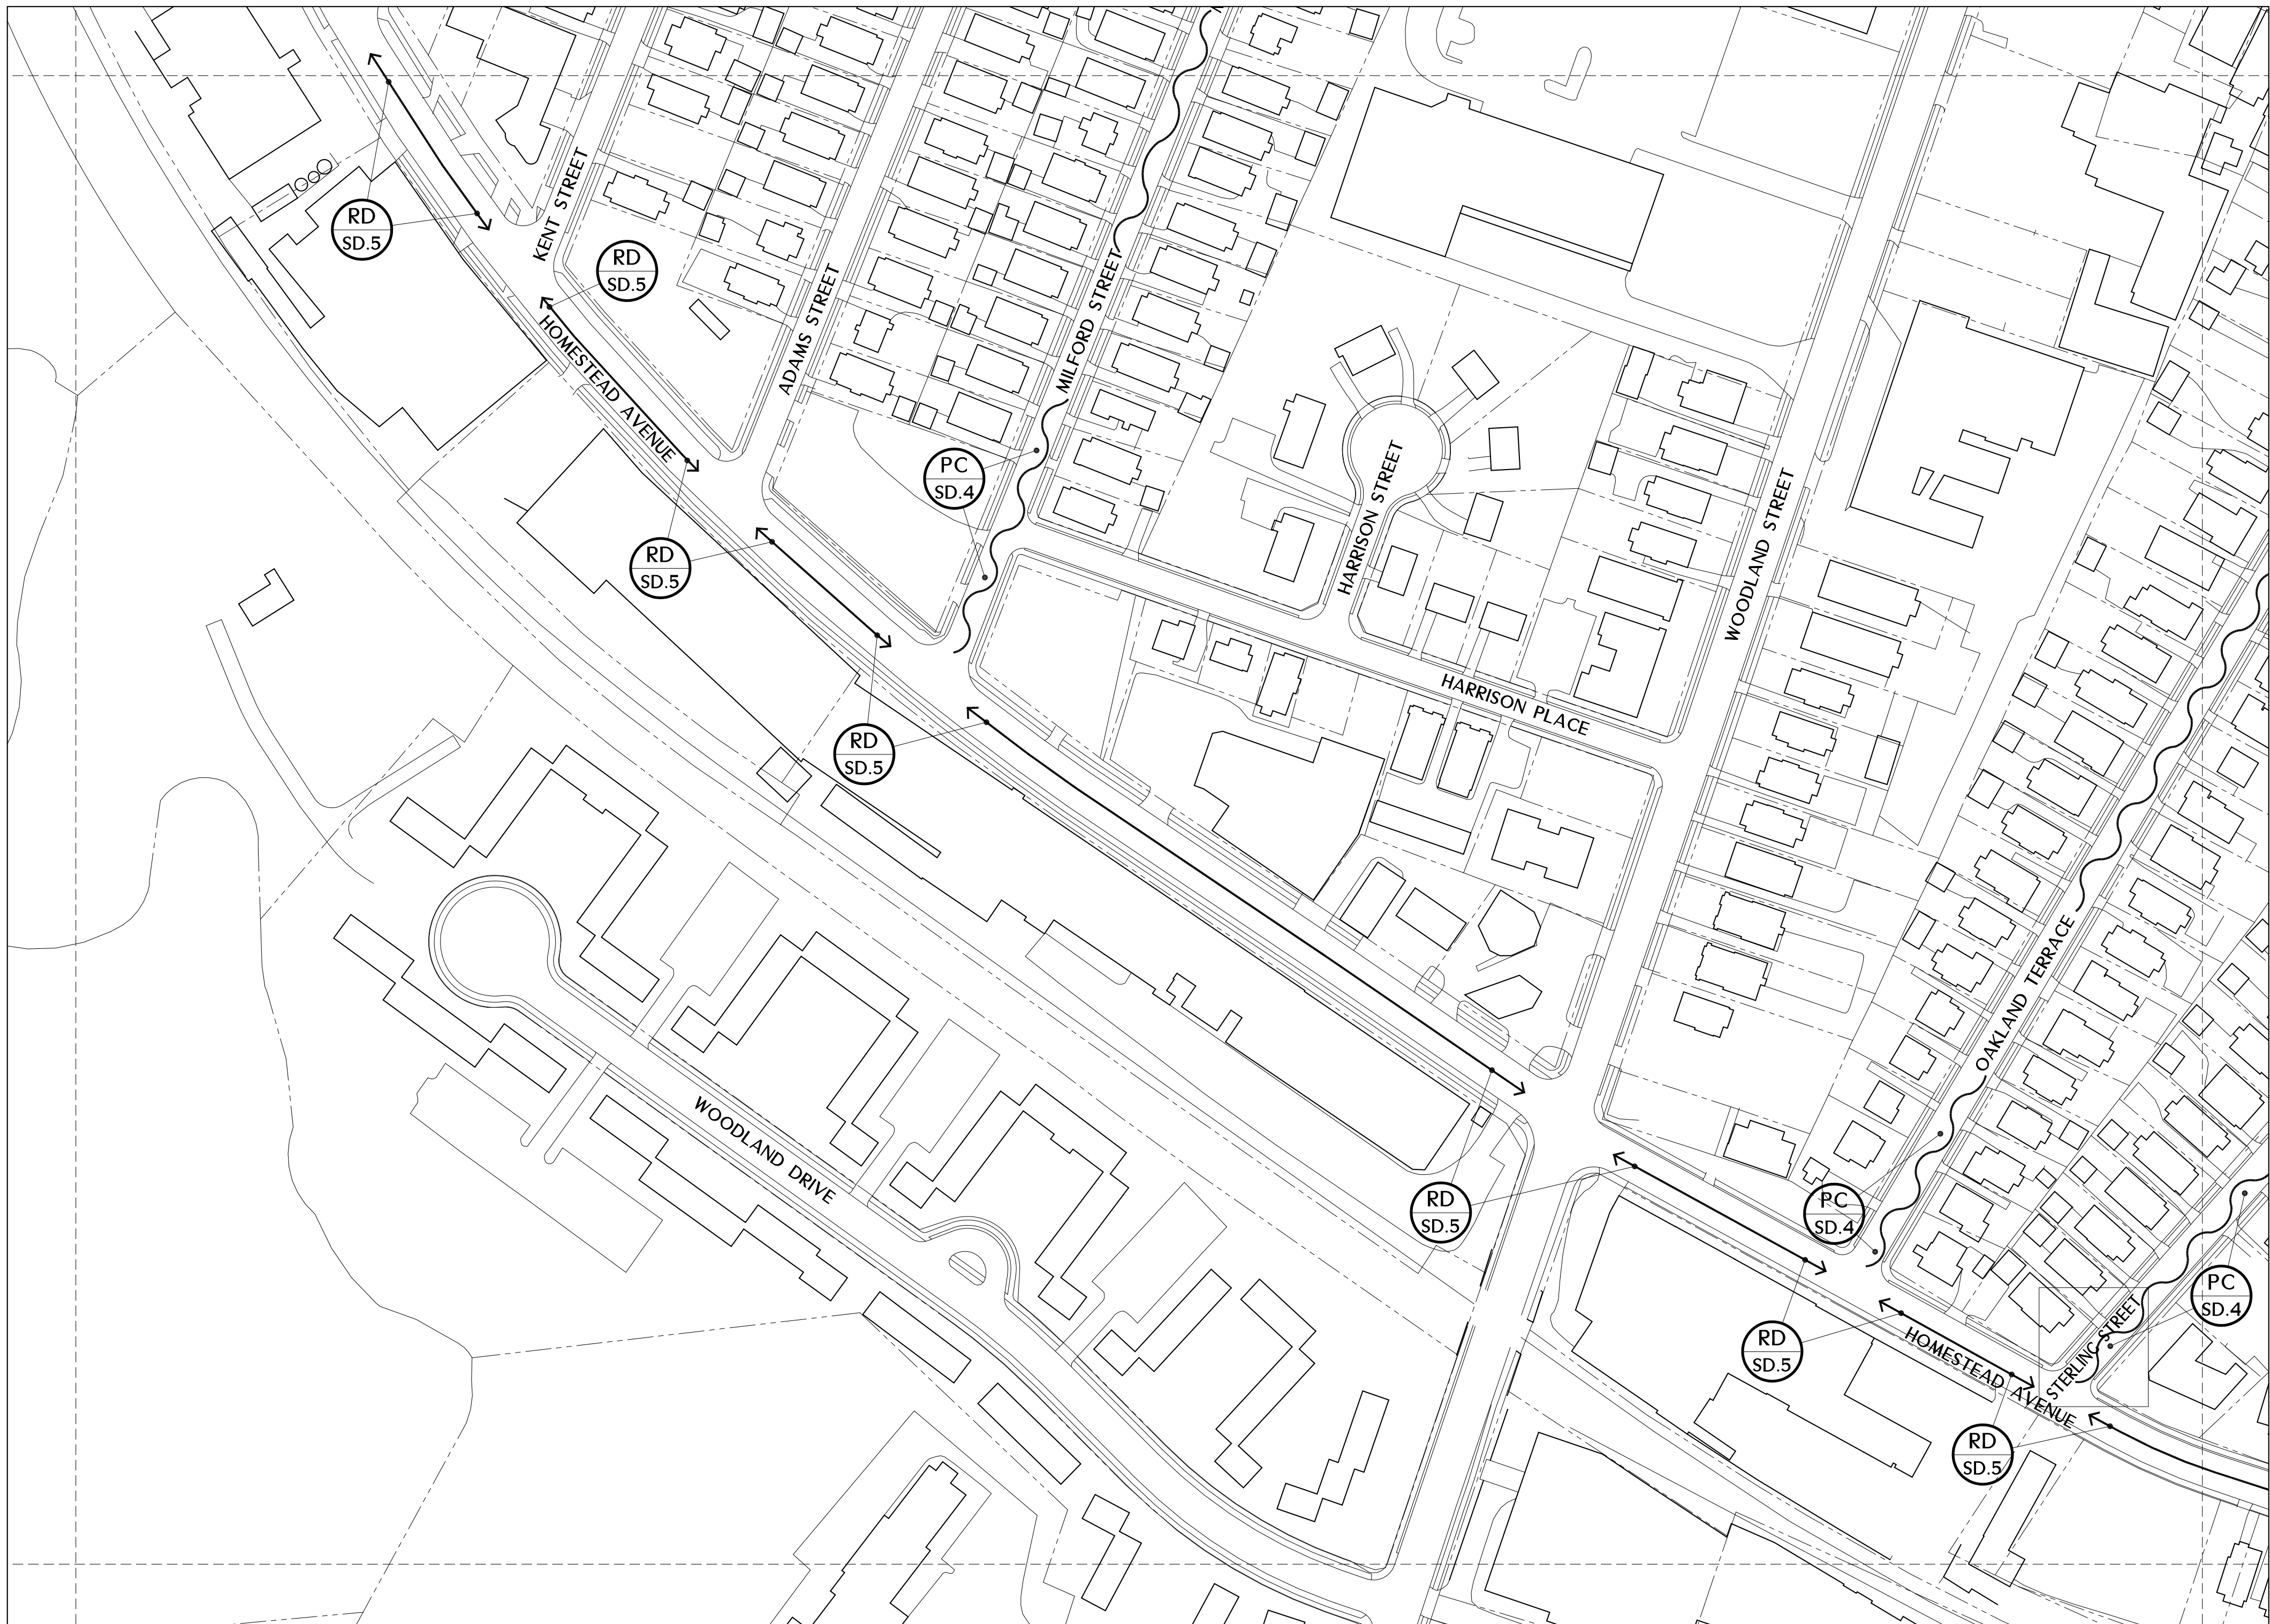 KENT STREET
RD
SD.5
RD
SD.5
HOMESTEAD AVENUE
ADAMS STREET
MILFORD STREET
PC
SD.4
RD
SD.5
HARRISON STREET
WOODLAND STREET
HARRISON PLACE
RD
SD.5
OAKLAND TERRACE
WOODLAND DRIVE
RD
SD.5
PC
SD.4
PC
SD.4
RD
SD.5
STERLING STREET
HOMESTEAD AVENUE
RD
SD.5